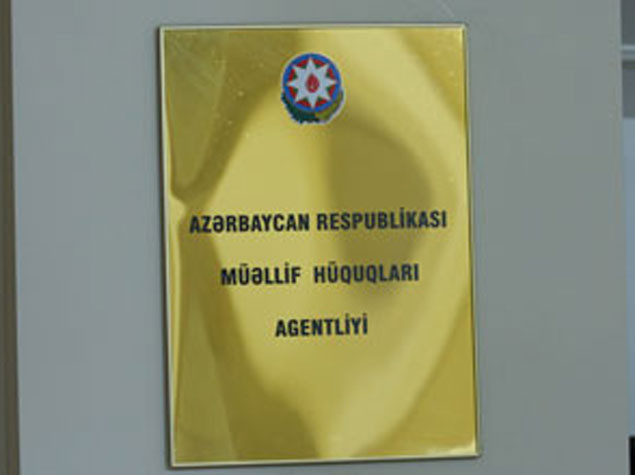 AZƏRBAYCAN RESPUBLİKASI
MÜƏLLİF HÜQUQLARI
AGENTLİYİ